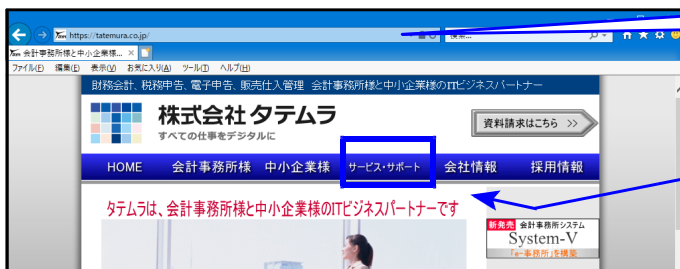 https://tatemura.co.jp/
検索...
会計事務所様と中小企業様...
ファイル(F) 編集(E) 表示(V) お気に入り(A) ツール(T) ヘルプ(H)
財務会計、税務申告、電子申告、販売仕入管理 会計事務所様と中小企業様のITビジネスパートナー
株式会社タテムラ
すべての仕事をデジタルに
資料請求はこちら >>
HOME 会計事務所様 中小企業様 サービス・サポート 会社情報 採用情報
タテムラは、会計事務所様と中小企業様のITビジネスパートナーです
新発売 会計事務所システム
System-V
「e-事務所」を構築